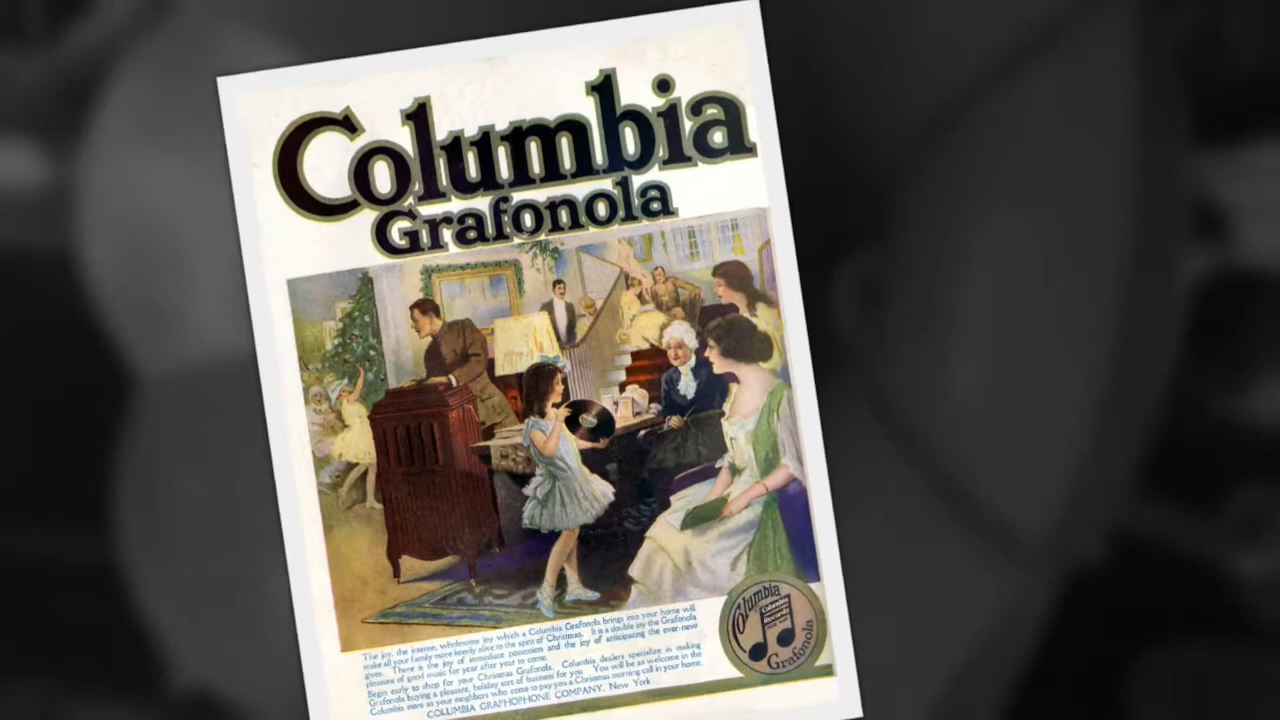 Columbia
Grafonola
The joy, the intense, wholesome joy which a Columbia Grafonola brings into your home will
make all your family more keenly alive to the spirit of Christmas. It is a double joy the Grafonola
gives. There is the joy of immediate possession and the joy of anticipating the ever-new
pleasure of good music for year after year to come.
Begin early to shop for your Christmas Grafonola. Columbia dealers specialize in making
Grafonola buying a pleasant, holiday sort of business for you. You will be as welcome in the
Columbia store as your neighbors who come to pay you a Christmas morning call in your home.
COLUMBIA GRAPHOPHONE COMPANY, New York
Columbia
Columbia
Records
Grafonola